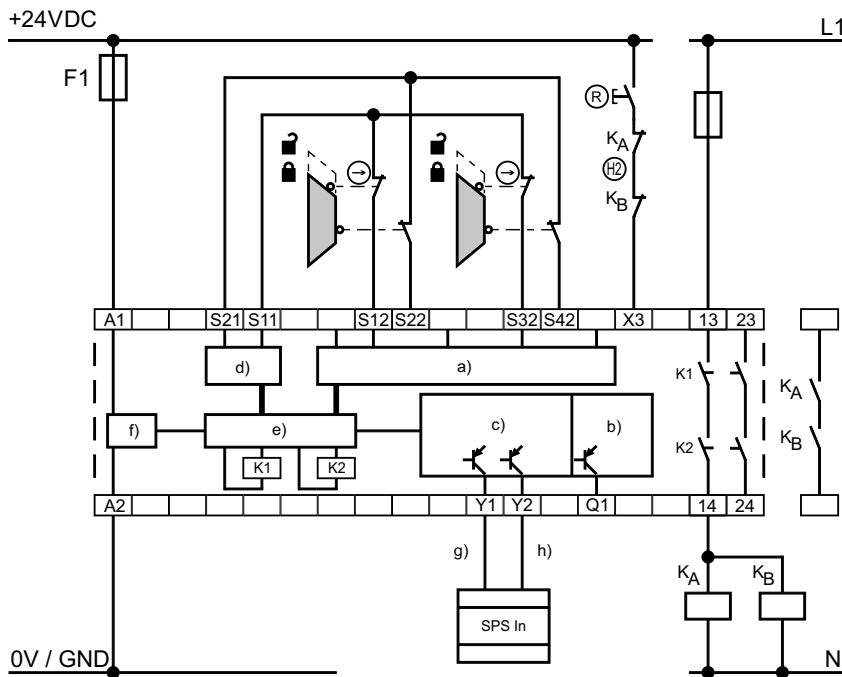 +24VDC
L1
F1
R
KA
H2
KB
A1 S21 S11 S12 S22 S32 S42 X3 13 23
d)
a)
K1
KA
f)
e)
c)
b)
K1 K2
K2
KB
A2 Y1 Y2 Q1 14 24
g)
h)
KA
KB
SPS In
0V / GND
N